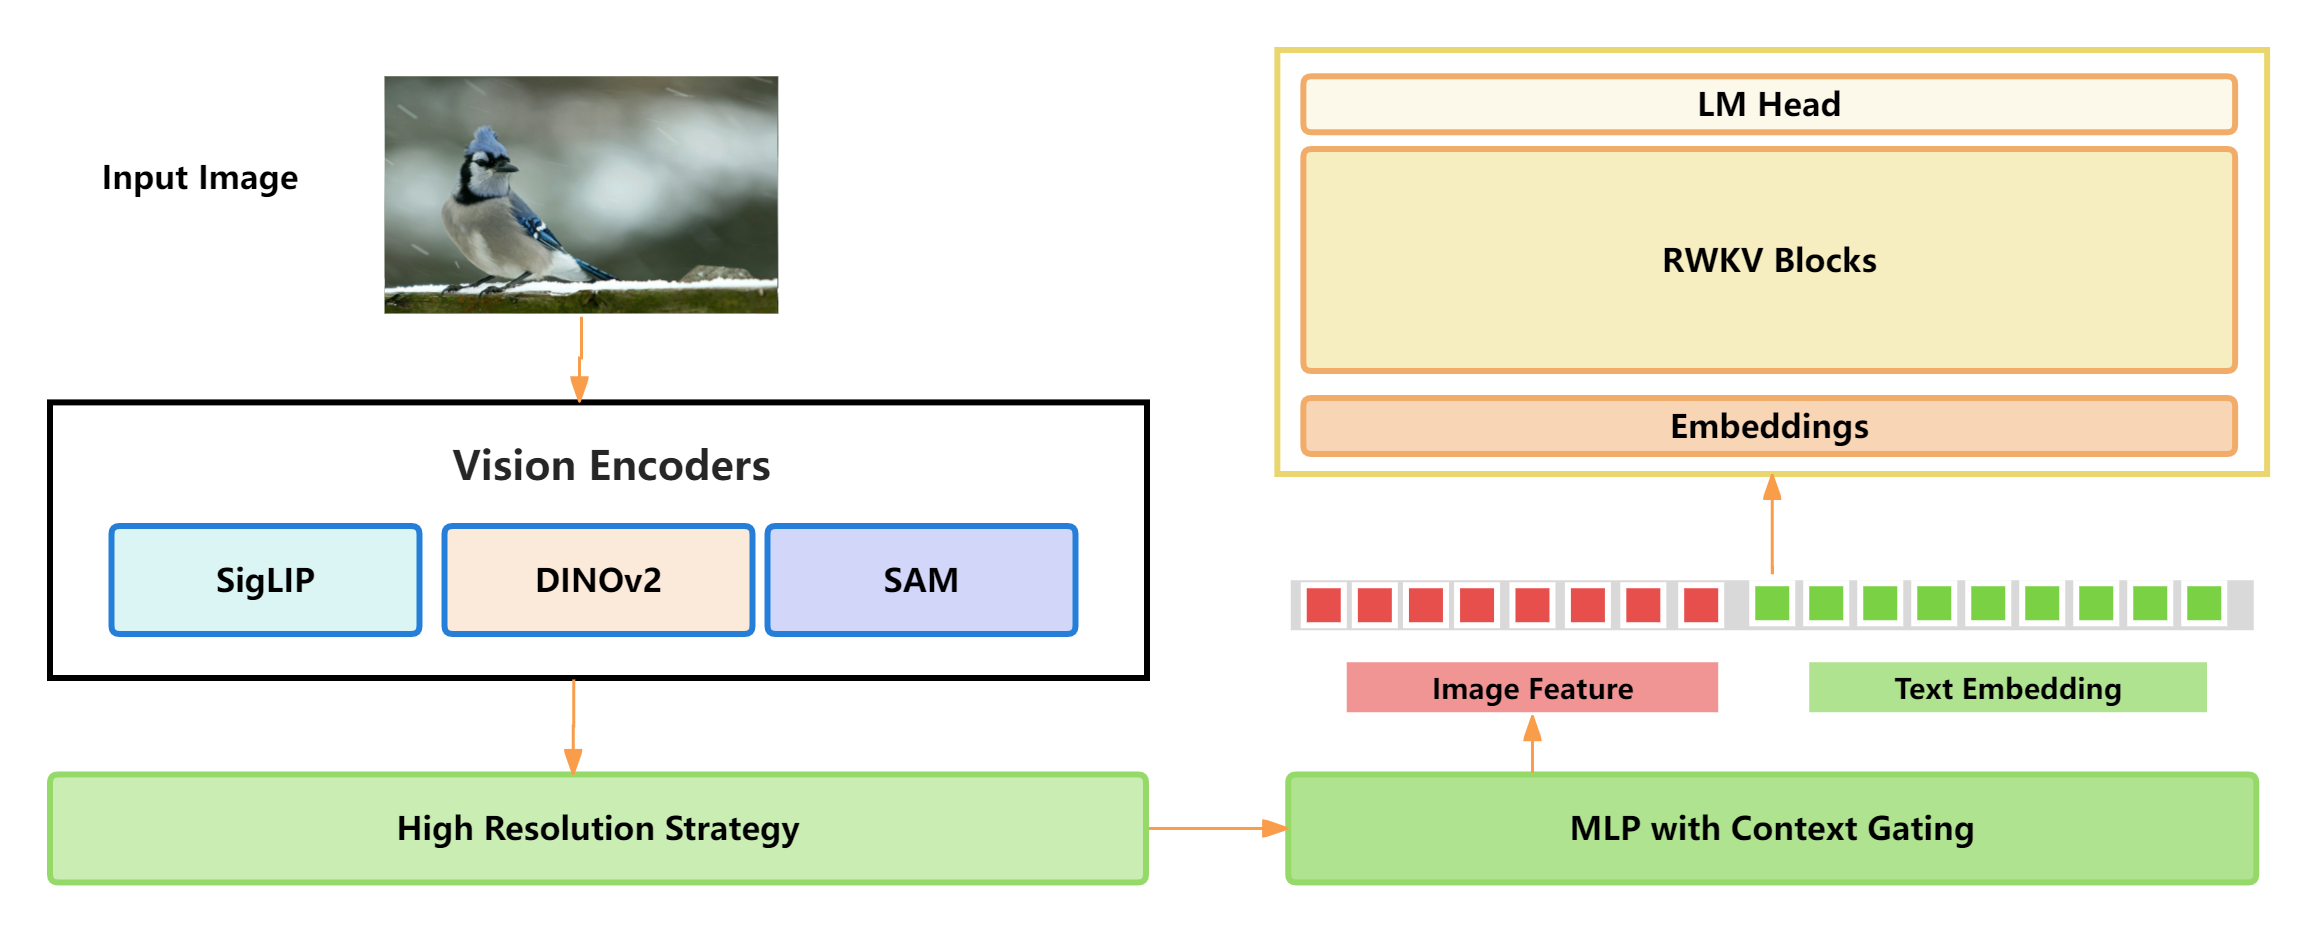 Input Image
Vision Encoders
SigLIP
DINOv2
SAM
High Resolution Strategy
LM Head
RWKV Blocks
Embeddings
Image Feature
Text Embedding
MLP with Context Gating